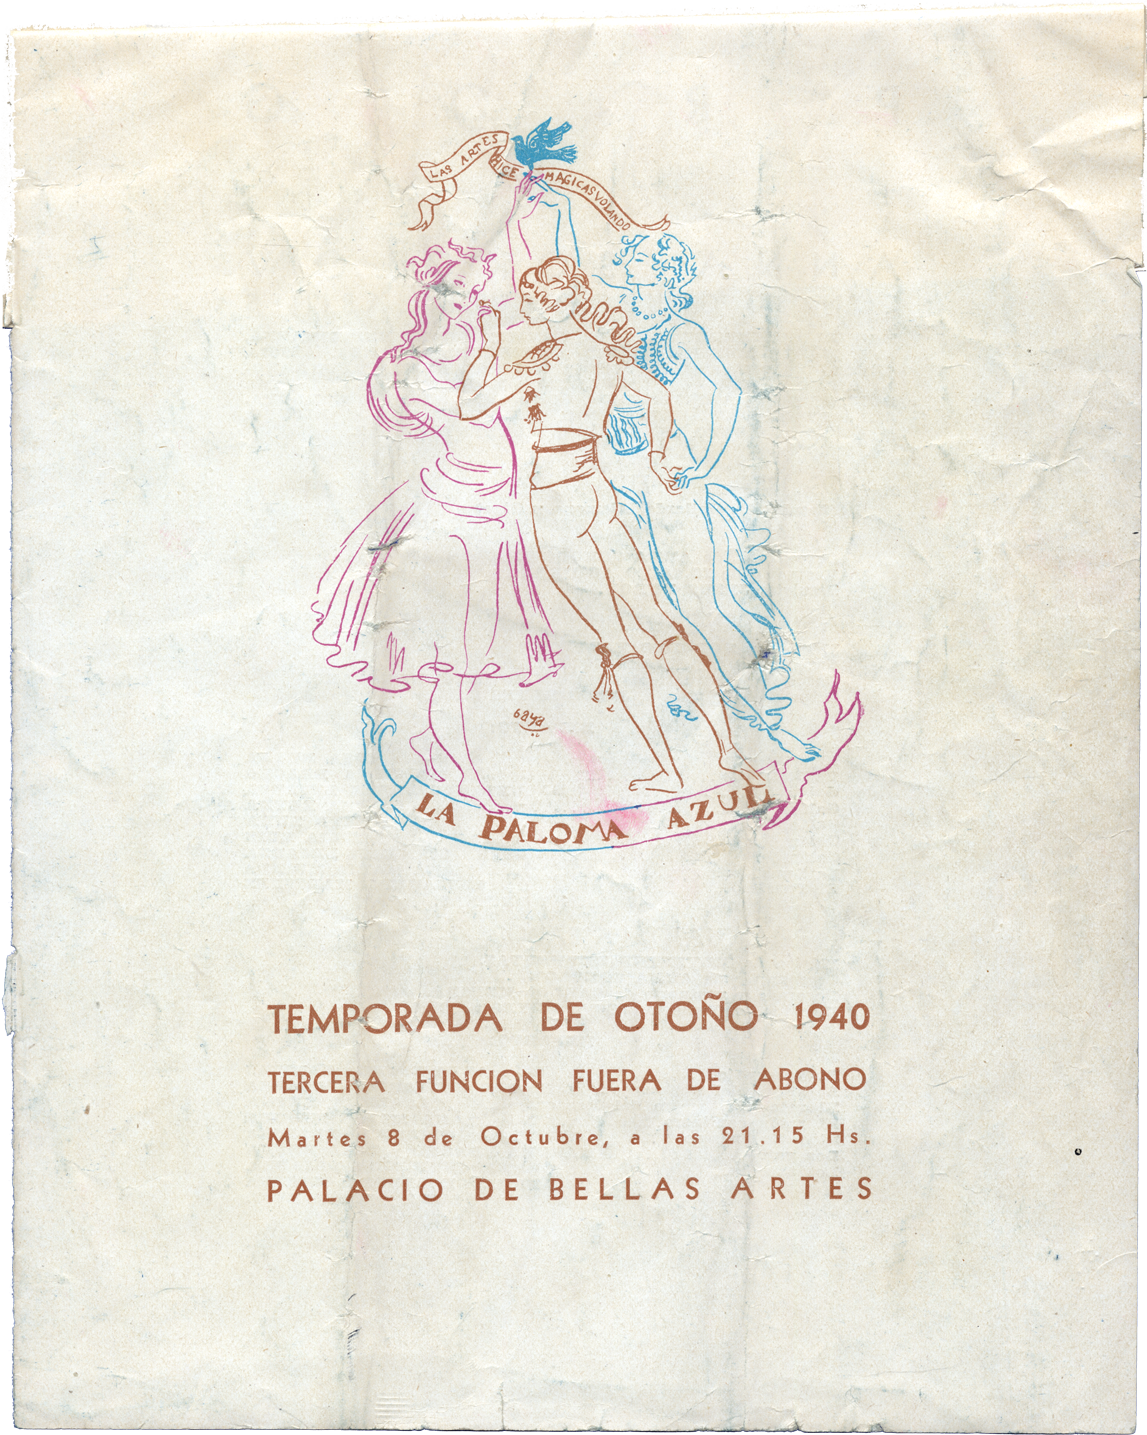 LAS ARTES HICE MAGICAS VOLANDO
Gaya
LA PALOMA AZUL
TEMPORADA DE OTOÑO 1940
TERCERA FUNCION FUERA DE ABONO
Martes 8 de Octubre, a las 21.15 Hs.
PALACIO DE BELLAS ARTES